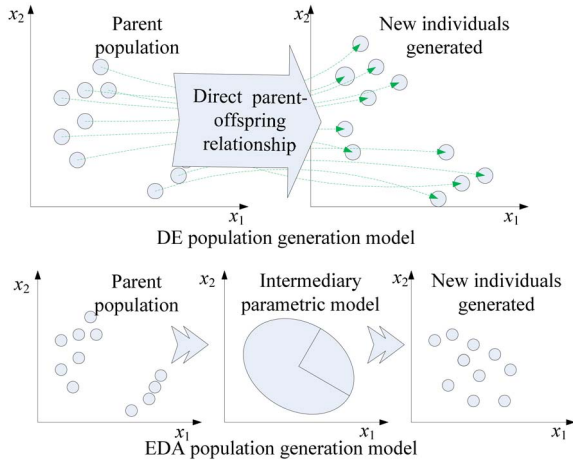 x2
Parent
population
x2
New individuals
generated
Direct parent-
offspring
relationship
x1
x1
DE population generation model
x2
Parent
population
x2
Intermediary
parametric model
x2
New individuals
generated
x1
x1
x1
EDA population generation model